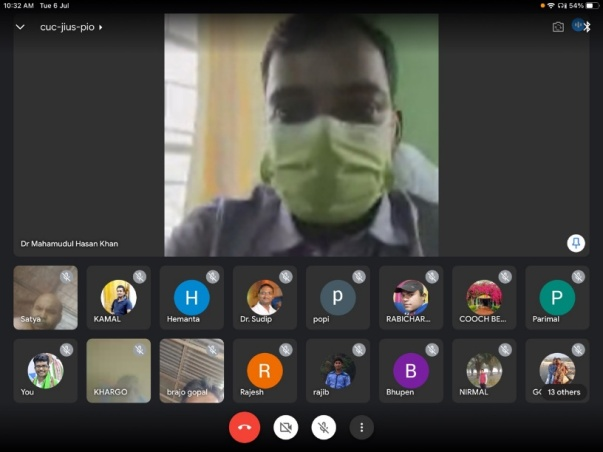 10:32 AM Tue 6 Jul
54%
cuc-jius-pio
Dr Mahamudul Hasan Khan
Satya
KAMAL
H
Hemanta
Dr. Sudip
p
popi
RABICHAR...
COOCH BE...
P
Parimal
You
KHARGO
brajo gopal
R
Rajesh
rajib
B
Bhupen
NIRMAL
13 others